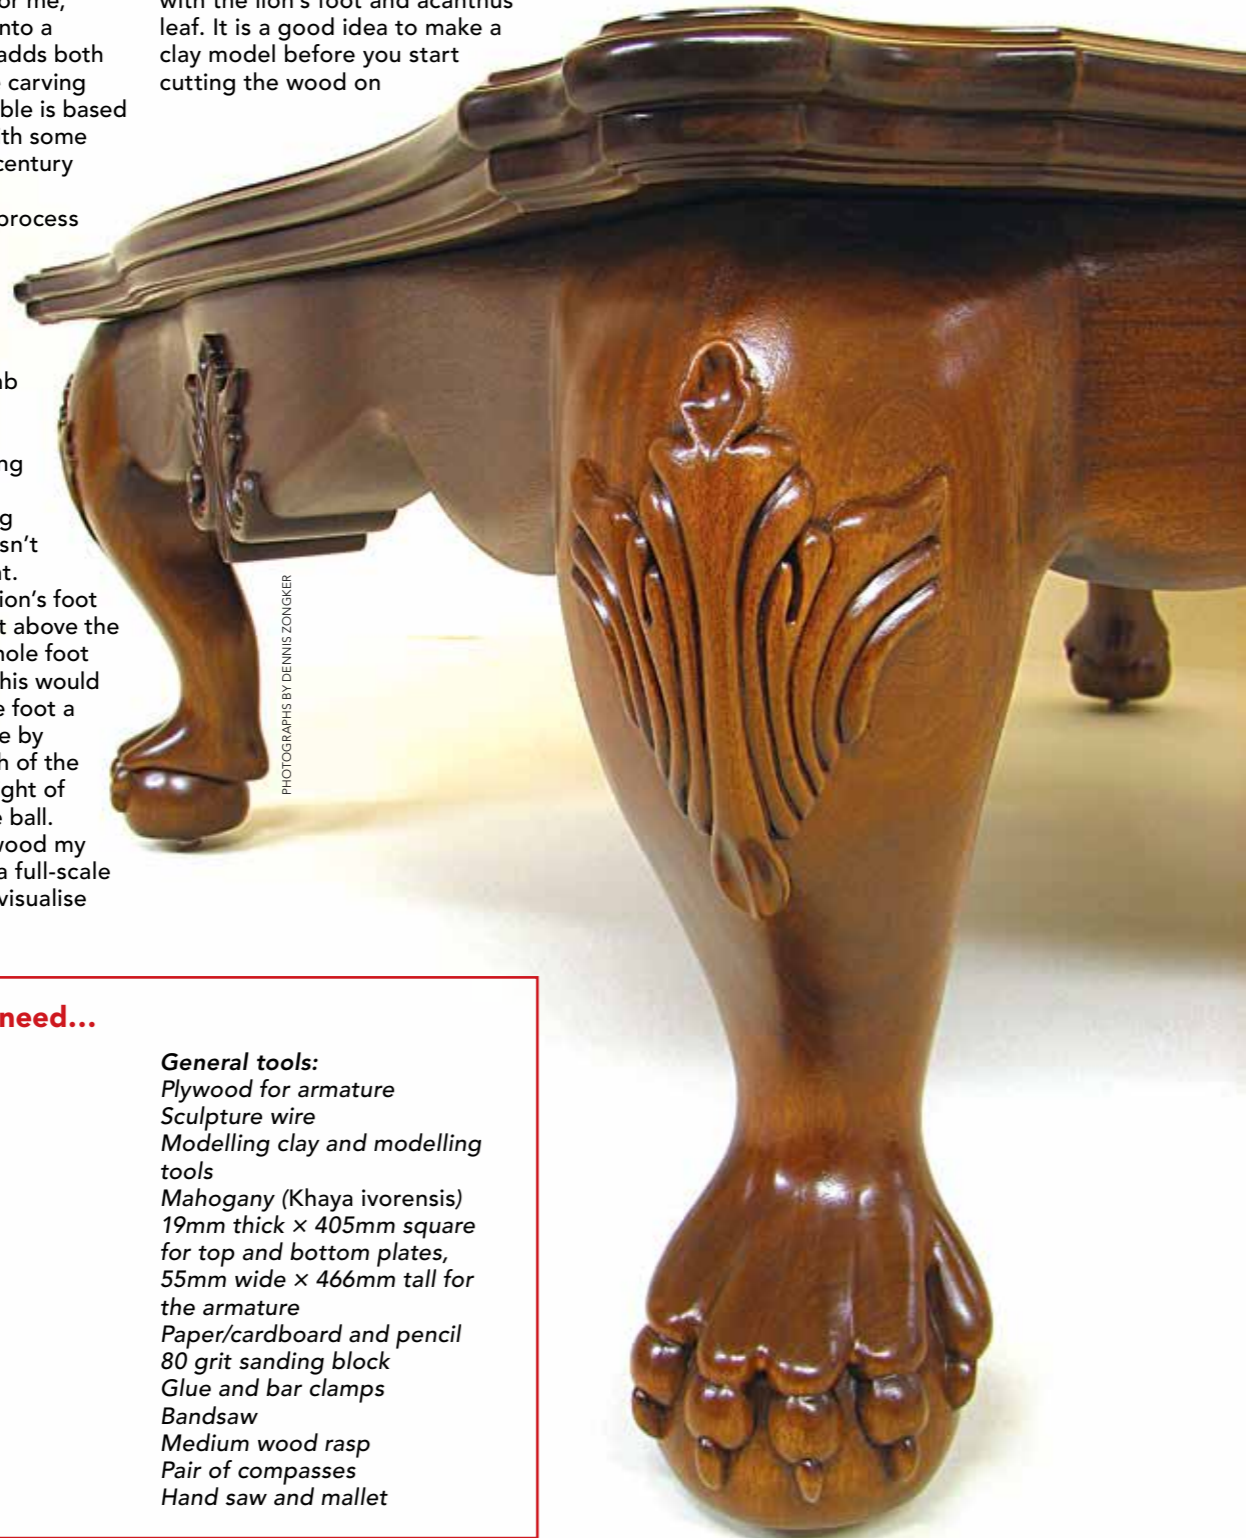 or me,
nto a
adds both
carving
ble is based
th some
century
process
ab
ng
g
sn't
nt.
ion's foot
t above the
hole foot
his would
e foot a
e by
h of the
ght of
e ball.
wood my
a full-scale
visualise
with the lion's foot and acanthus
leaf. It is a good idea to make a
clay model before you start
cutting the wood on
PHOTOGRAPHS BY DENNIS ZONGKER
need...
General tools:
Plywood for armature
Sculpture wire
Modelling clay and modelling
tools
Mahogany (Khaya ivorensis)
19mm thick × 405mm square
for top and bottom plates,
55mm wide × 466mm tall for
the armature
Paper/cardboard and pencil
80 grit sanding block
Glue and bar clamps
Bandsaw
Medium wood rasp
Pair of compasses
Hand saw and mallet